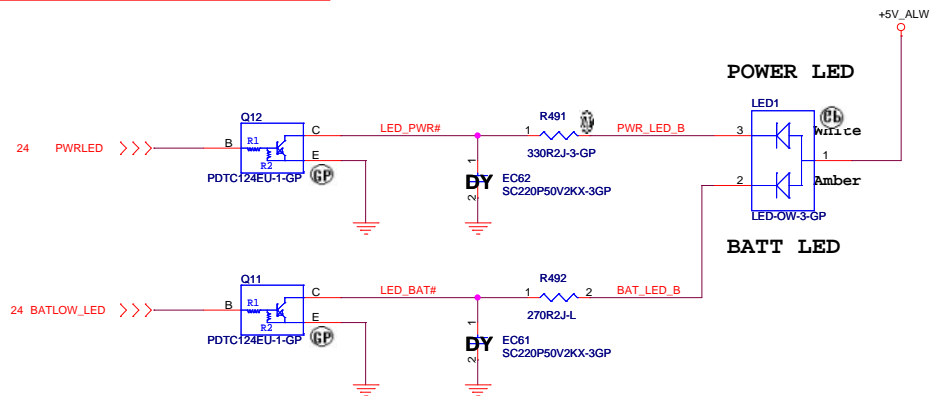 +5V_ALW
POWER LED
LED1
White
3
1
2
Amber
LED-OW-3-GP
BATT LED
24 PWRLED
Q12
B
R1
R2
C
E
PDTC124EU-1-GP
GP
LED_PWR#
1
R491
330R2J-3-GP
PWR_LED_B
1
2
DY
EC62
SC220P50V2KX-3GP
24 BATLOW_LED
Q11
B
R1
R2
C
E
PDTC124EU-1-GP
GP
LED_BAT#
1
R492
2
270R2J-L
BAT_LED_B
1
2
DY
EC61
SC220P50V2KX-3GP